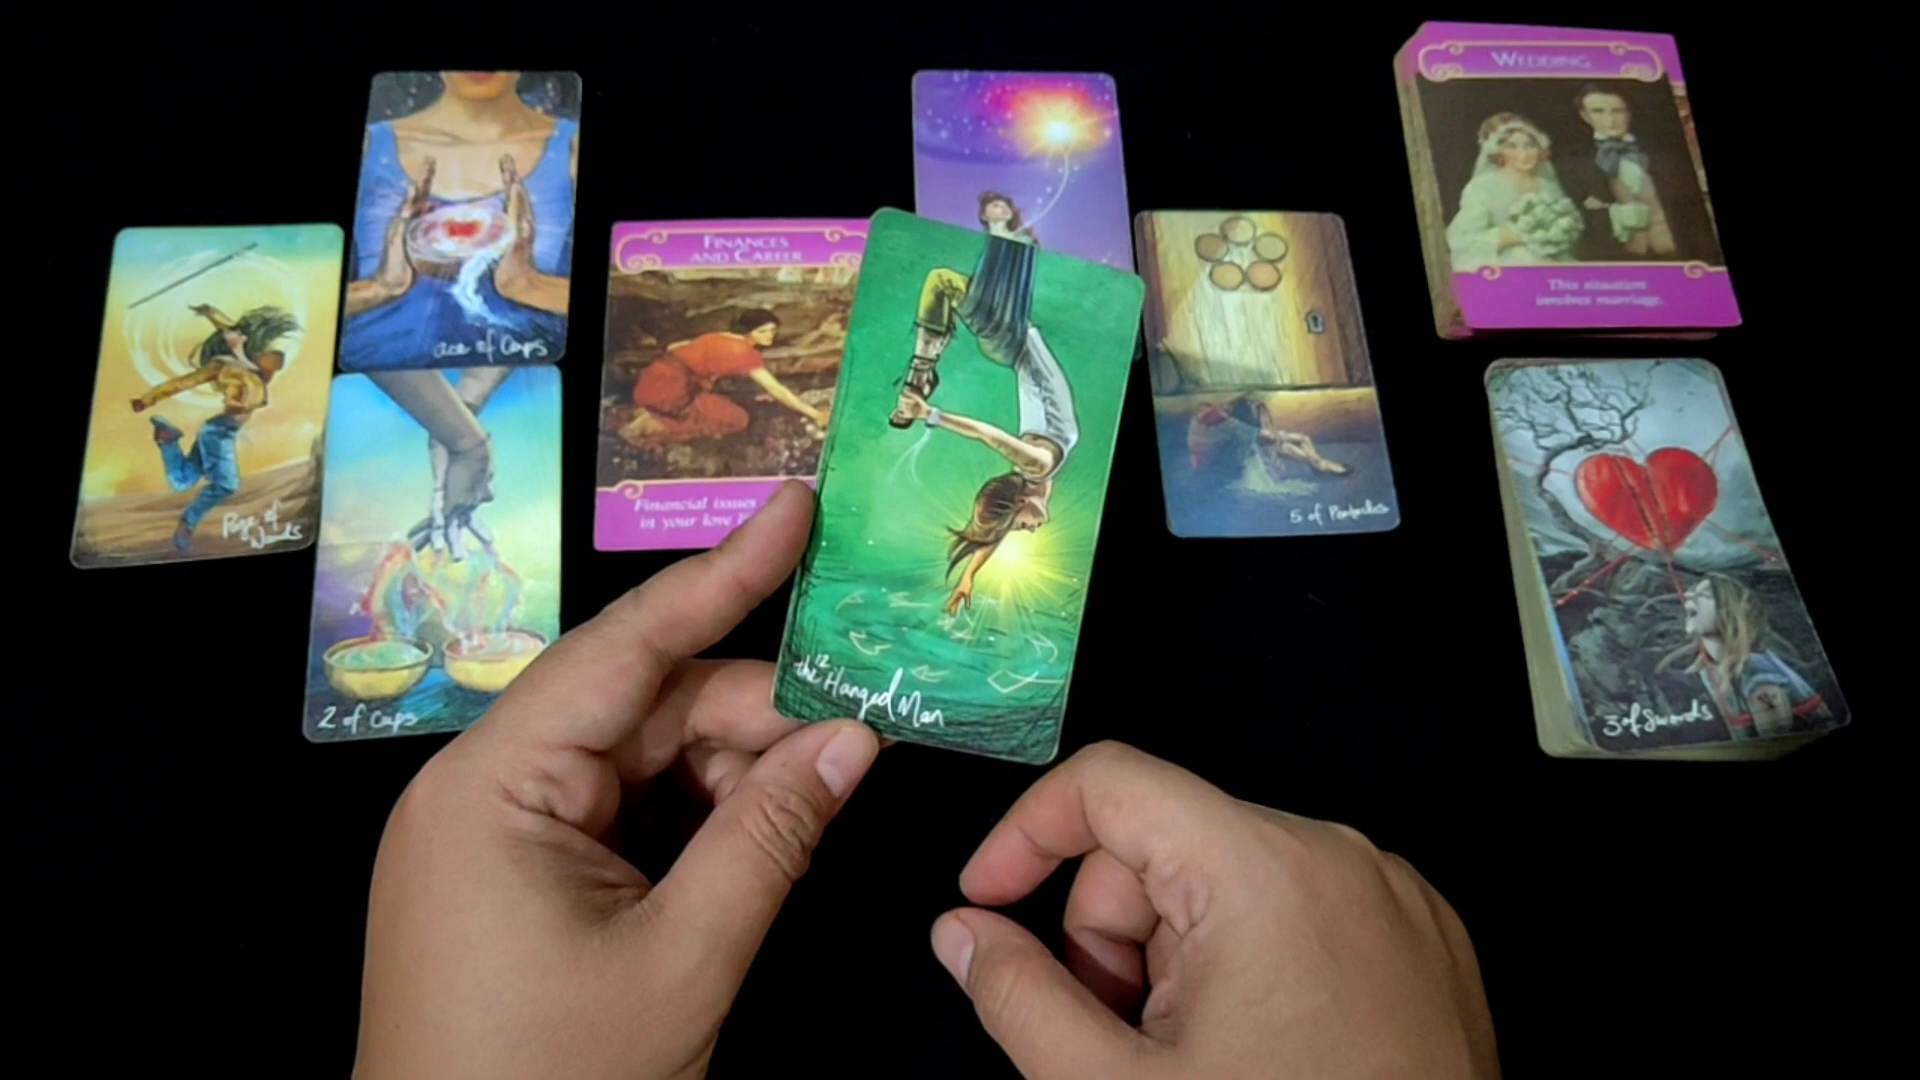 WEDDING
This situation
involves marriage.
ace of Cups
FINANCES
AND CAREER
Financial issues
in your love
Page of
Wands
5 of Pentacles
2 of Cups
12
the Hanged Man
3 of Swords